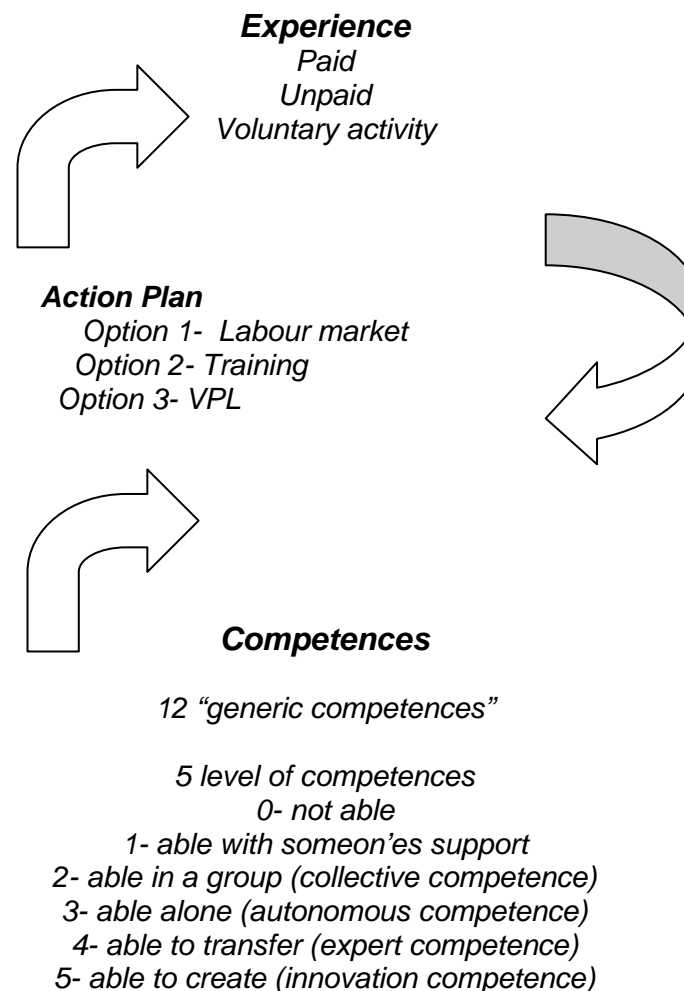 Experience
Paid
Unpaid
Voluntary activity
Action Plan
Option 1-  Labour market
Option 2- Training
Option 3- VPL
Competences
12 “generic competences”
5 level of competences
0- not able
1- able with someon’es support
2- able in a group (collective competence)
3- able alone (autonomous competence)
4- able to transfer (expert competence)
5- able to create (innovation competence)